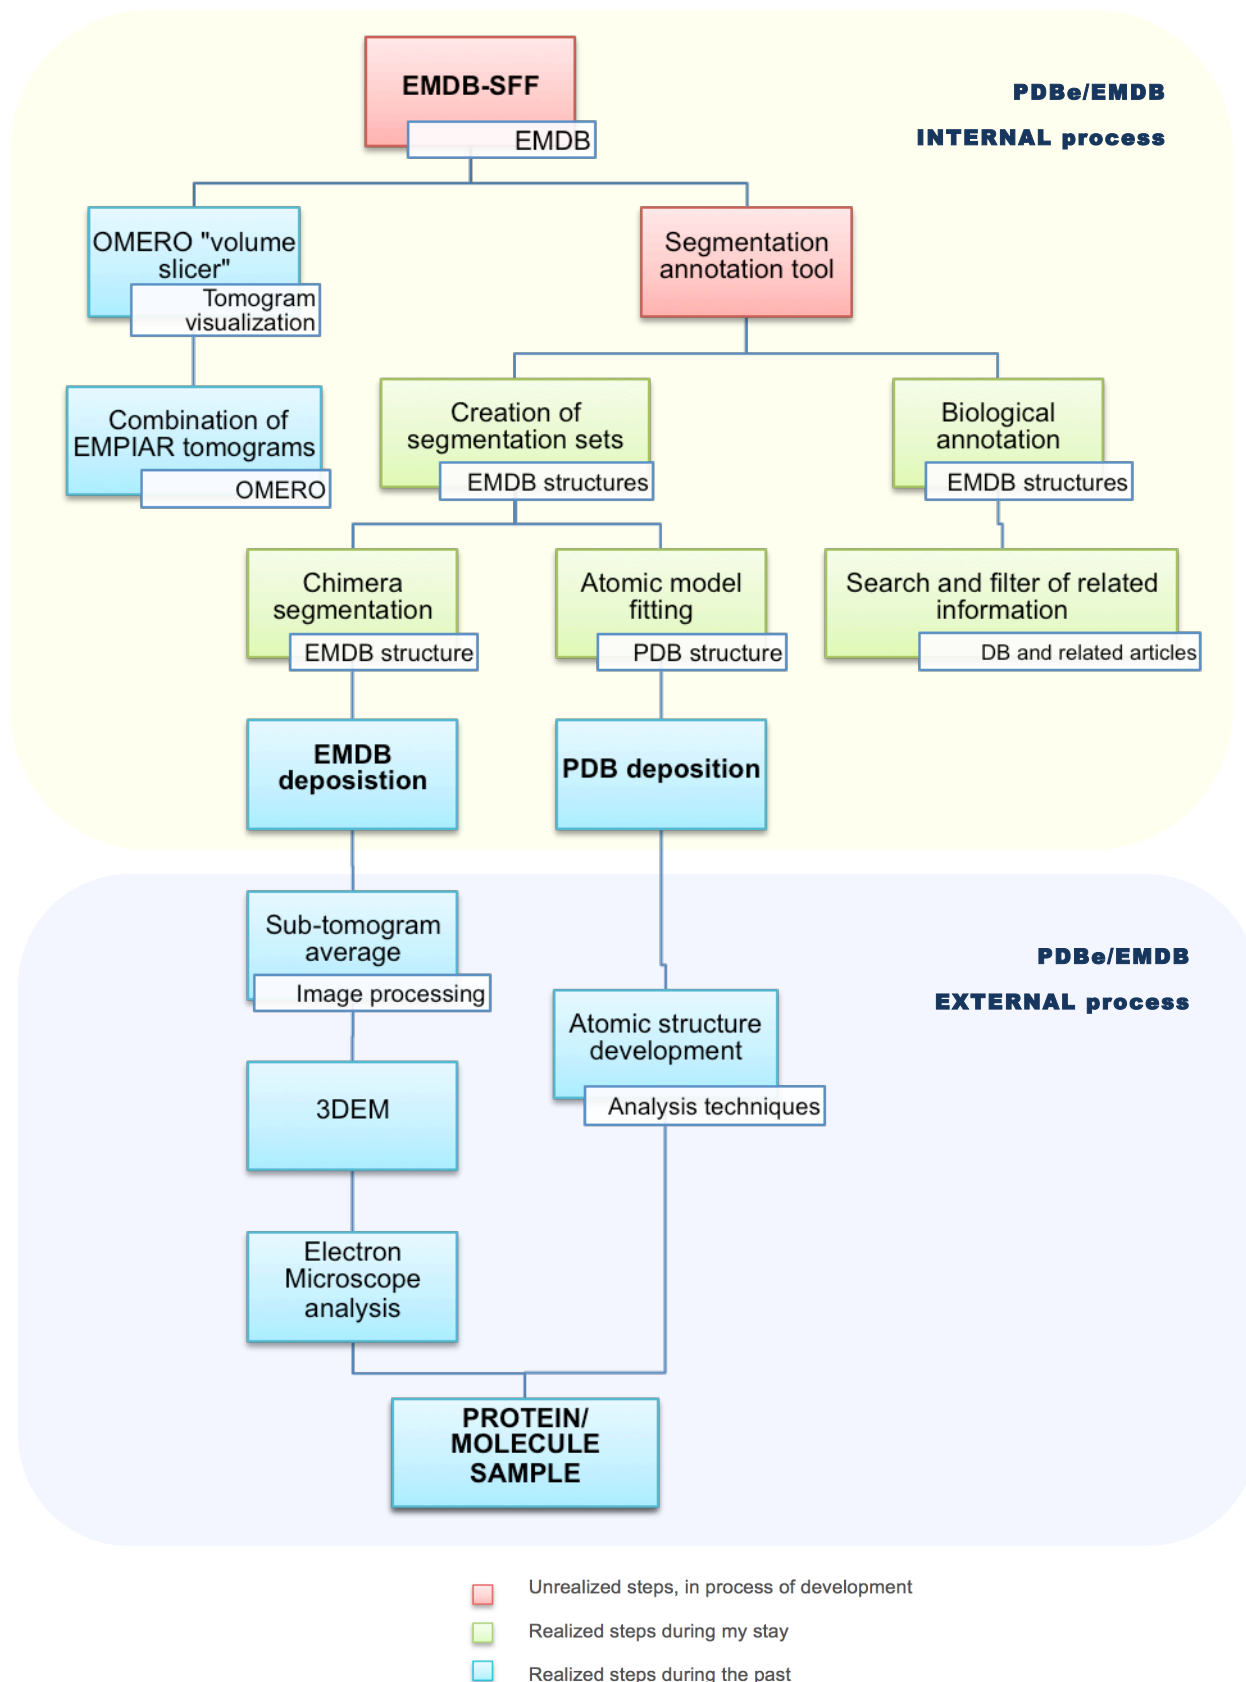 EMDB-SFF
EMDB
PDBe/EMDB
INTERNAL process
OMERO "volume
slicer"
Tomogram
visualization
Segmentation
annotation tool
Combination of
EMPIAR tomograms
OMERO
Creation of
segmentation sets
EMDB structures
Biological
annotation
EMDB structures
Chimera
segmentation
EMDB structure
Atomic model
fitting
PDB structure
Search and filter of related
information
DB and related articles
EMDB
deposistion
PDB deposition
Sub-tomogram
average
Image processing
PDBe/EMDB
EXTERNAL process
Atomic structure
development
Analysis techniques
3DEM
Electron
Microscope
analysis
PROTEIN/
MOLECULE
SAMPLE
Unrealized steps, in process of development
Realized steps during my stay
Realized steps during the past